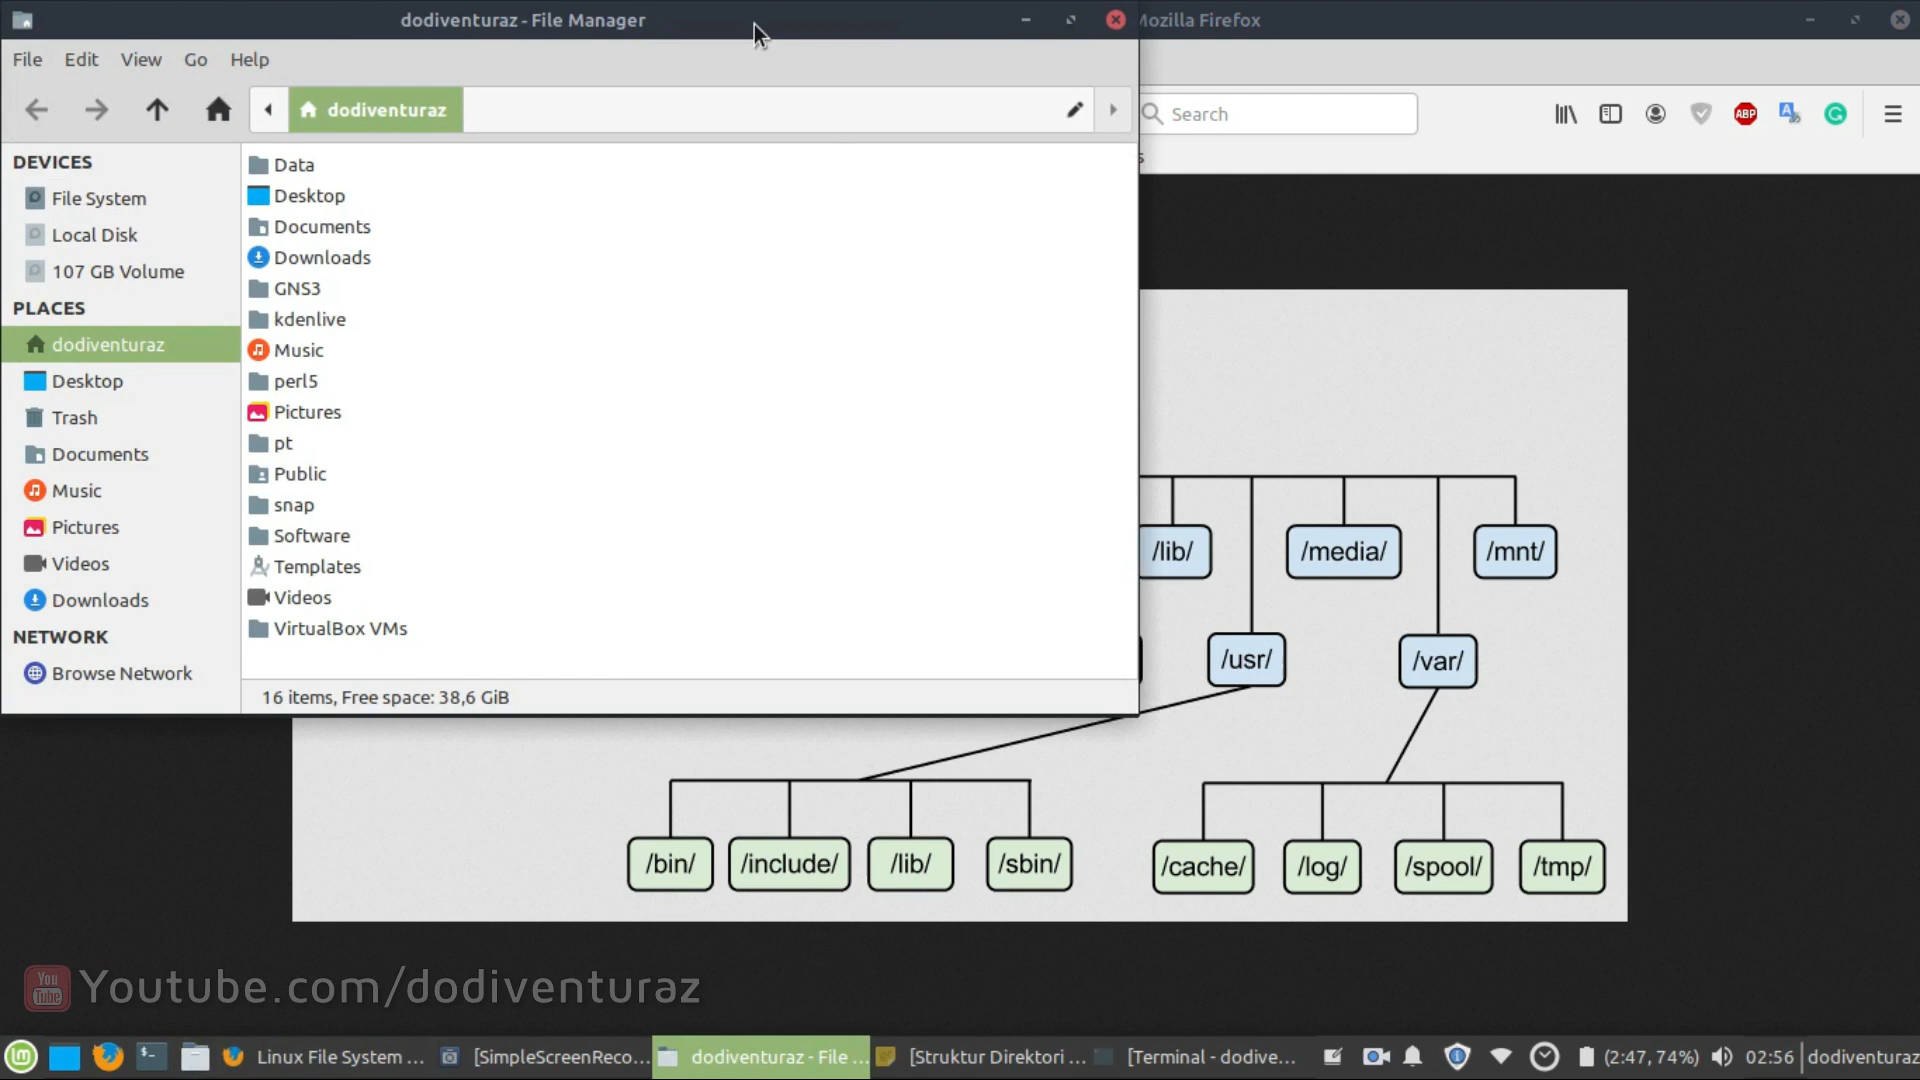 dodiventuraz - File Manager
Mozilla Firefox
File Edit View Go Help
dodiventuraz
Search
ABP
DEVICES
File System
Local Disk
107 GB Volume
PLACES
dodiventuraz
Desktop
Trash
Documents
Music
Pictures
Videos
Downloads
NETWORK
Browse Network
Data
Desktop
Documents
Downloads
GNS3
kdenlive
Music
perl5
Pictures
pt
Public
snap
Software
Templates
Videos
VirtualBox VMs
16 items, Free space: 38,6 GiB
/lib/
/media/
/mnt/
/usr/
/var/
/bin/
/include/
/lib/
/sbin/
/cache/
/log/
/spool/
/tmp/
You Tube
Youtube.com/dodiventuraz
Linux File System ...
[SimpleScreenReco...
dodiventuraz - File ...
[Struktur Direktori ...
[Terminal - dodive...
(2:47, 74%)
02:56
dodiventuraz